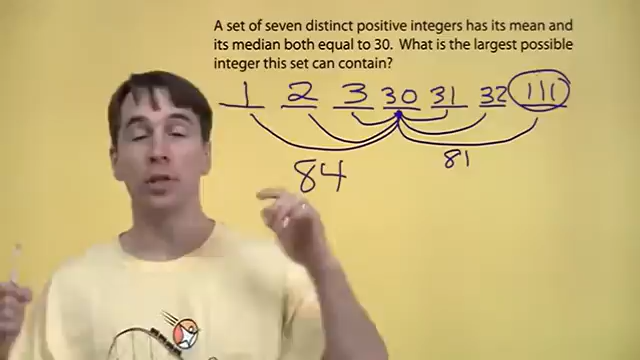 A set of seven distinct positive integers has its mean and
its median both equal to 30. What is the largest possible
integer this set can contain?
1 2 3 30 31 32 111
84 81